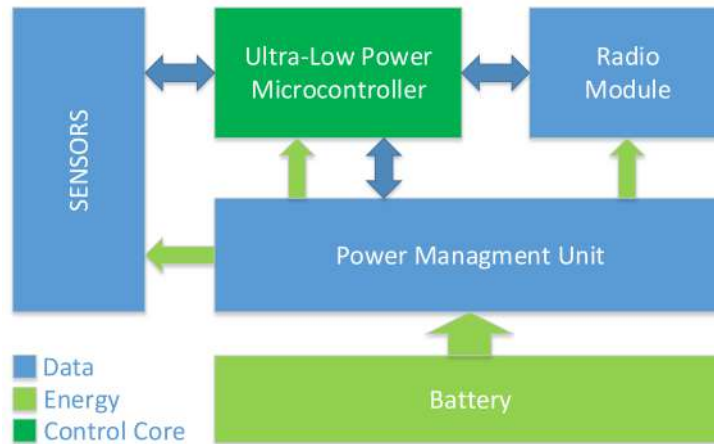 SENSORS
Ultra-Low Power
Microcontroller
Radio
Module
Power Managment Unit
Battery
Data
Energy
Control Core